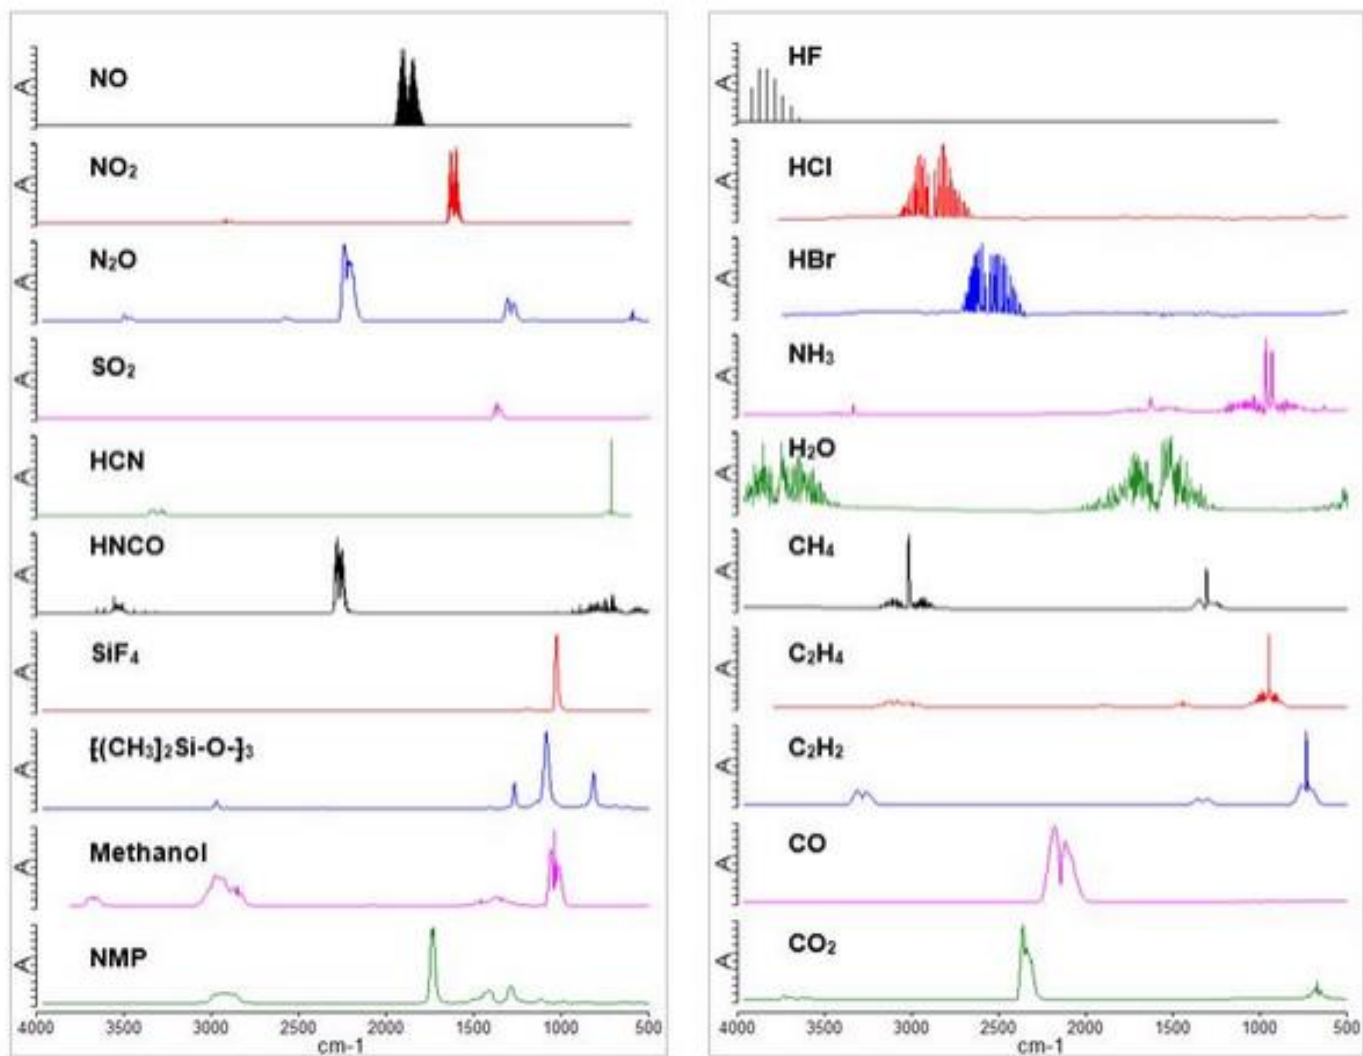 NO
A
NO₂
A
N₂O
A
SO₂
A
HCN
A
HNCO
A
SiF₄
A
[(CH₃]₂Si-O-]₃
A
Methanol
A
NMP
A
4000 3500 3000 2500 2000 1500 1000 500
cm-1
HF
A
HCl
A
HBr
A
NH₃
A
H₂O
A
CH₄
A
C₂H₄
A
C₂H₂
A
CO
A
CO₂
A
4000 3500 3000 2500 2000 1500 1000 500
cm-1